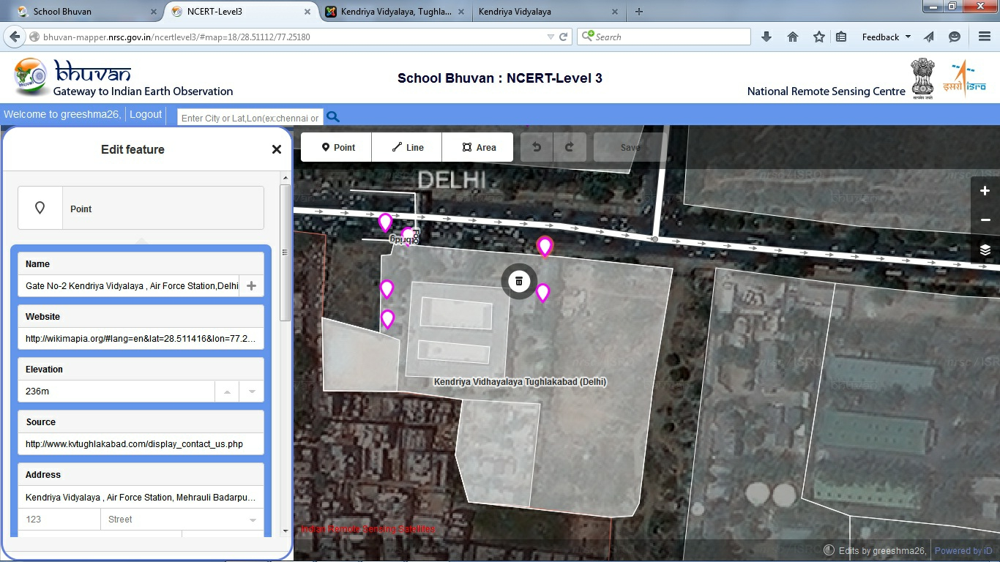 School Bhuvan
NCERT-Level3
Kendriya Vidyalaya, Tughla...
Kendriya Vidyalaya
bhuvan-mapper.nrsc.gov.in/ncertlevel3/#map=18/28.51112/77.25180
Search
Feedback
bhuvan
Gateway to Indian Earth Observation
School Bhuvan : NCERT-Level 3
National Remote Sensing Centre
सत्यमेव जयते
इसरो isro
Welcome to greeshma26,
Logout
Enter City or Lat,Lon(ex:chennai or
Edit feature
Point
Name
Gate No-2 Kendriya Vidyalaya , Air Force Station,Delhi
Website
http://wikimapia.org/#lang=en&lat=28.511416&lon=77.2...
Elevation
236m
Source
http://www.kvtughlakabad.com/display_contact_us.php
Address
Kendriya Vidyalaya , Air Force Station, Mehrauli Badarpu...
123
Street
Point
Line
Area
Save
DELHI
Kendriya Vidhayalaya Tughlakabad (Delhi)
nrsc / ISRO
Indian Remote Sensing Satellites
Edits by greeshma26,
Powered by iD